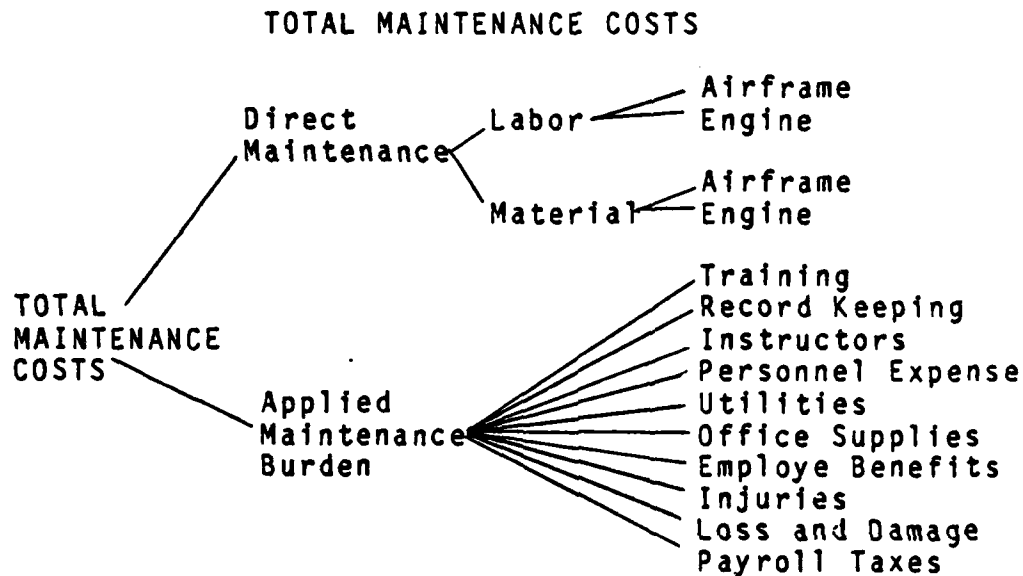 TOTAL MAINTENANCE COSTS
Direct
Maintenance
Labor
Airframe
Engine
Material
Airframe
Engine
TOTAL
MAINTENANCE
COSTS
Applied
Maintenance
Burden
Training
Record Keeping
Instructors
Personnel Expense
Utilities
Office Supplies
Employe Benefits
Injuries
Loss and Damage
Payroll Taxes